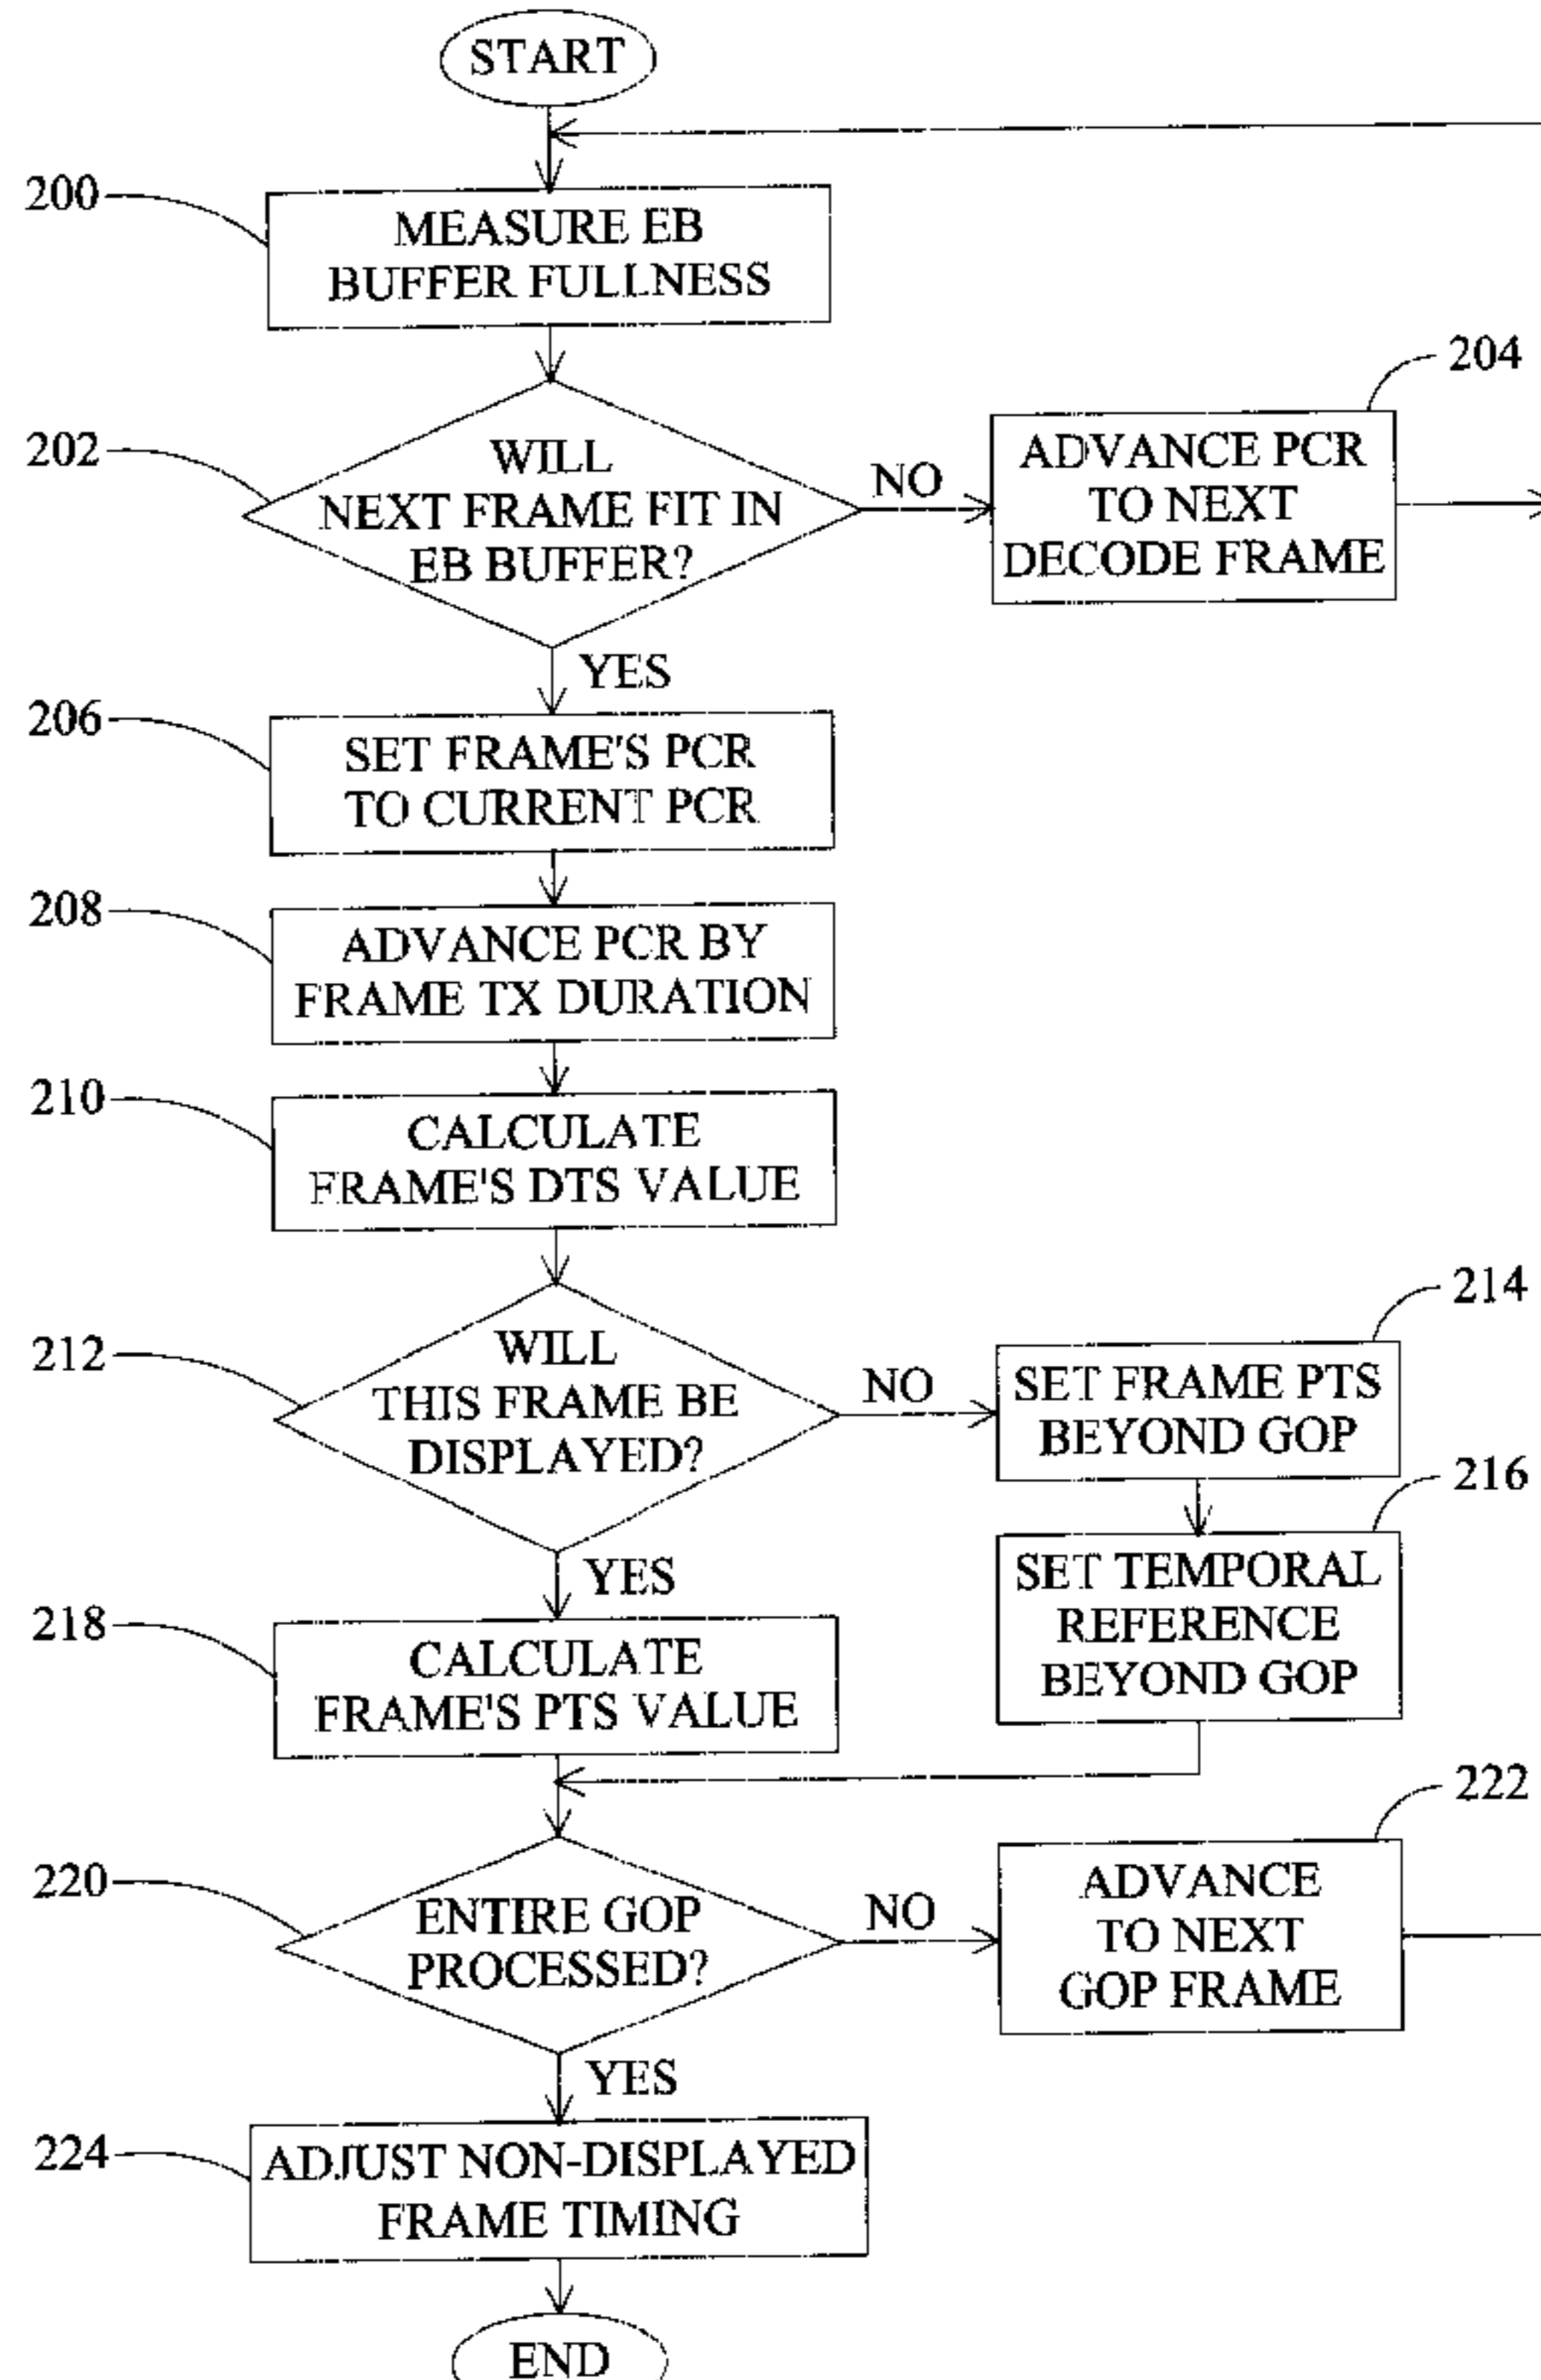 START
200
MEASURE EB
BUFFER FULLNESS
202
WILL
NEXT FRAME FIT IN
EB BUFFER?
NO
204
ADVANCE PCR
TO NEXT
DECODE FRAME
YES
206
SET FRAME'S PCR
TO CURRENT PCR
208
ADVANCE PCR BY
FRAME TX DURATION
210
CALCULATE
FRAME'S DTS VALUE
212
WILL
THIS FRAME BE
DISPLAYED?
NO
214
SET FRAME PTS
BEYOND GOP
216
SET TEMPORAL
REFERENCE
BEYOND GOP
YES
218
CALCULATE
FRAME'S PTS VALUE
220
ENTIRE GOP
PROCESSED?
NO
222
ADVANCE
TO NEXT
GOP FRAME
YES
224
ADJUST NON-DISPLAYED
FRAME TIMING
END